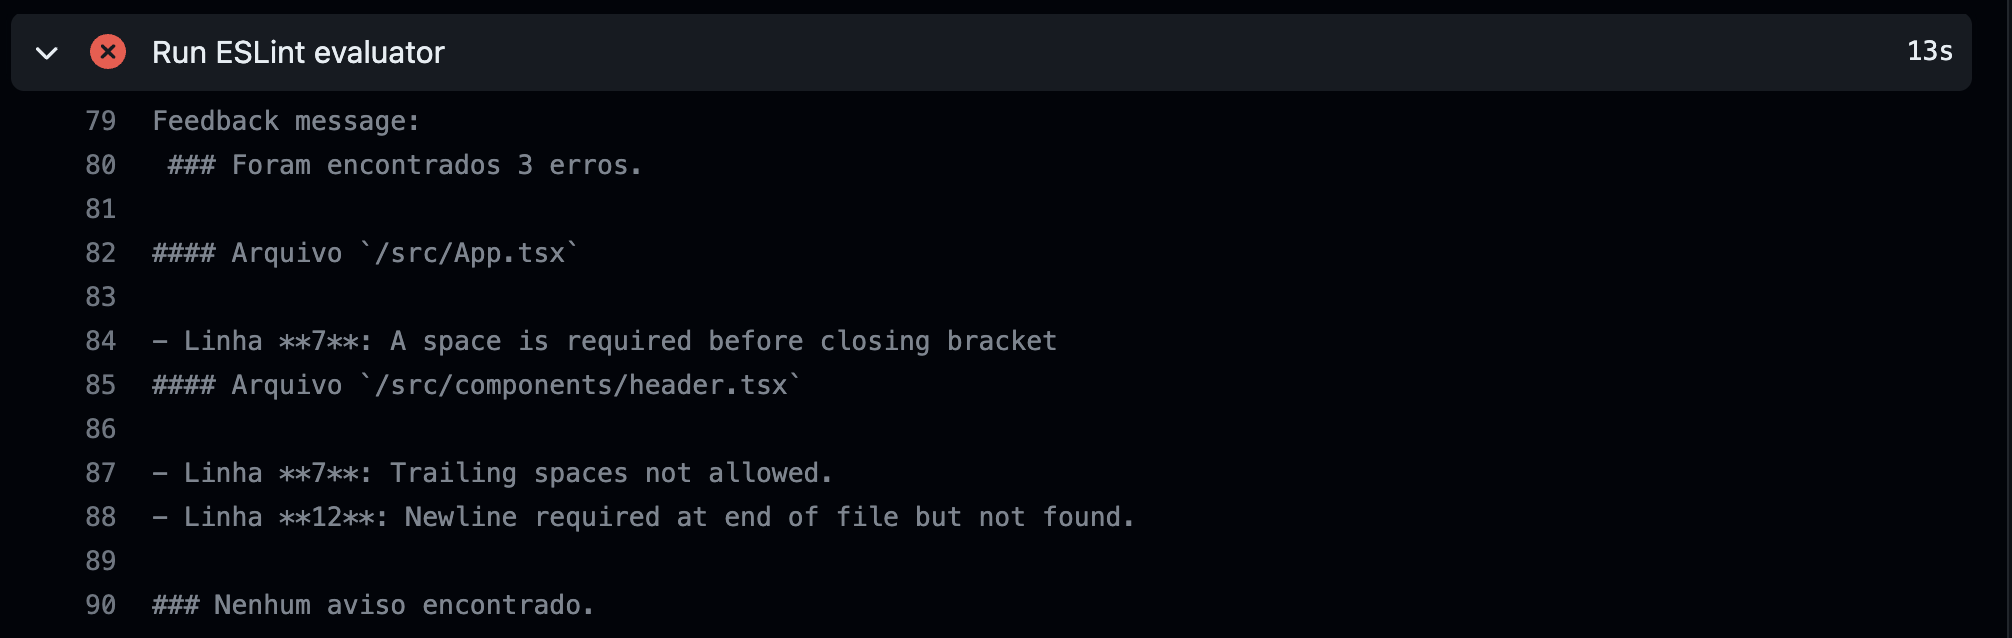 Run ESLint evaluator 13s
79 Feedback message:
80 ### Foram encontrados 3 erros.
81
82 #### Arquivo `/src/App.tsx`
83
84 - Linha **7**: A space is required before closing bracket
85 #### Arquivo `/src/components/header.tsx`
86
87 - Linha **7**: Trailing spaces not allowed.
88 - Linha **12**: Newline required at end of file but not found.
89
90 ### Nenhum aviso encontrado.